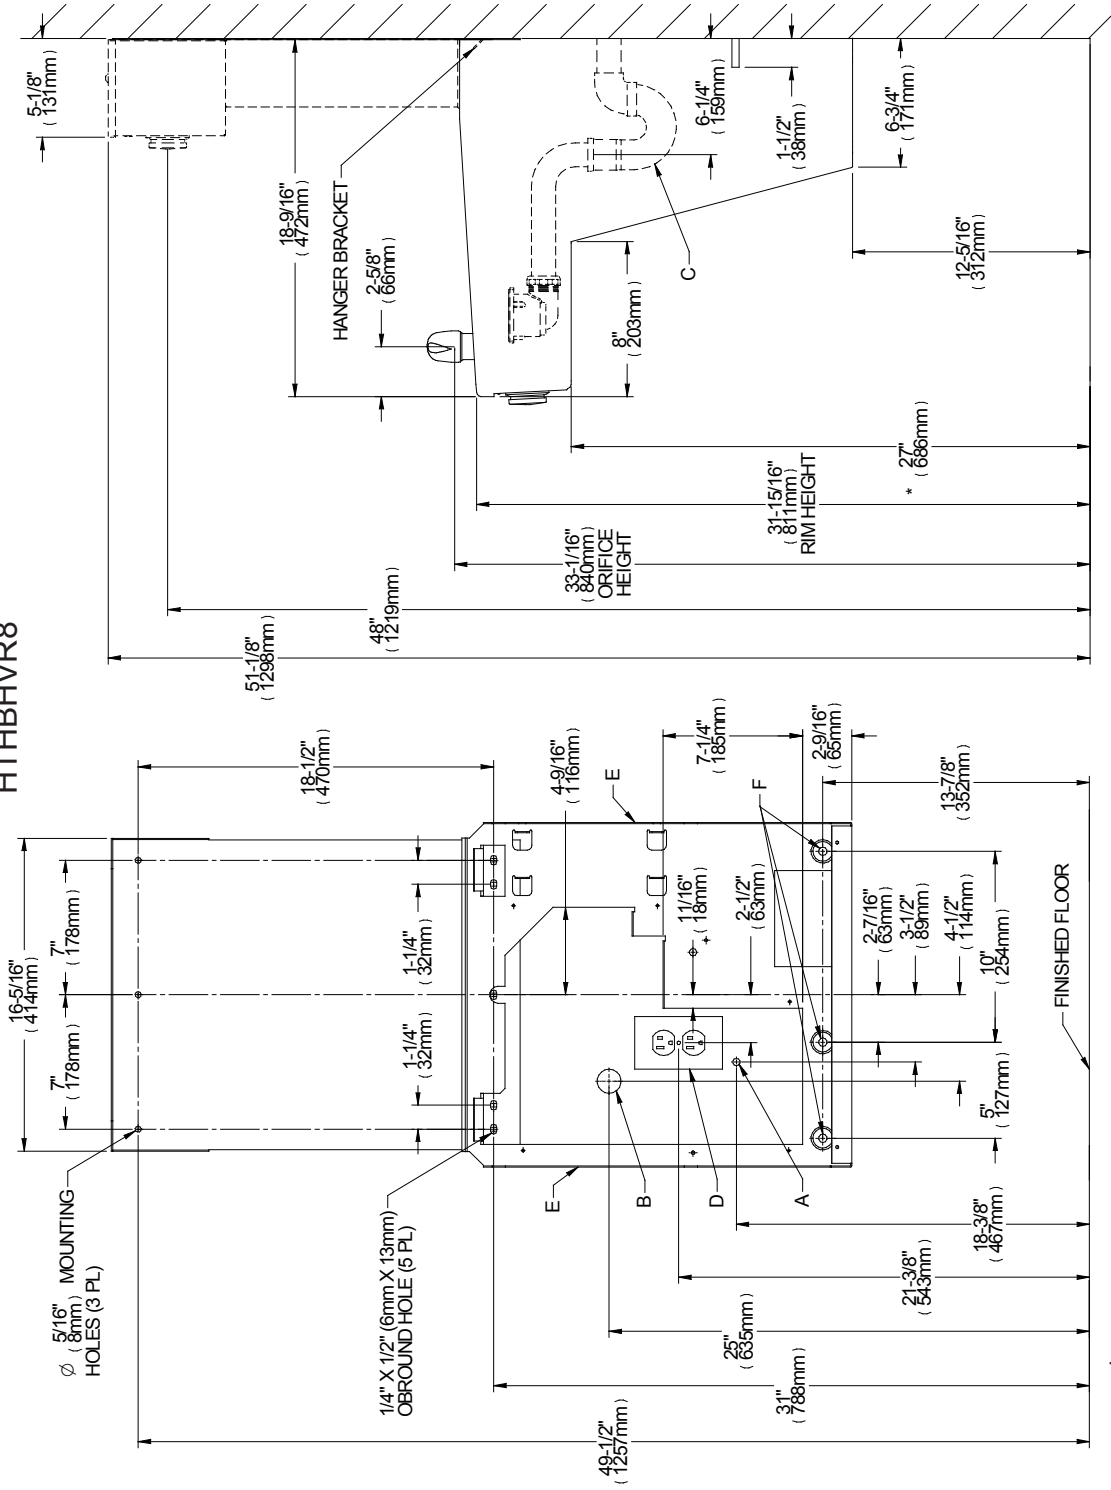 HTHBHVR8
Ø 5/16"
( 8mm ) MOUNTING
HOLES (3 PL)
16-5/16"
( 414mm )
7"
( 178mm )
7"
( 178mm )
18-1/2"
( 470mm )
1/4" X 1/2" (6mm X 13mm)
OBROUND HOLE (5 PL)
1-1/4"
( 32mm )
1-1/4"
( 32mm )
4-9/16"
( 116mm )
E
E
B
D
A
F
11/16"
( 18mm )
2-1/2"
( 63mm )
7-1/4"
( 185mm )
2-9/16"
( 65mm )
13-7/8"
( 352mm )
2-7/16"
( 63mm )
3-1/2"
( 89mm )
4-1/2"
( 114mm )
10"
( 254mm )
5"
( 127mm )
18-3/8"
( 467mm )
21-3/8"
( 543mm )
25"
( 635mm )
31"
( 788mm )
49-1/2"
( 1257mm )
FINISHED FLOOR
5-1/8"
( 131mm )
18-9/16"
( 472mm )
HANGER BRACKET
2-5/8"
( 66mm )
6-1/4"
( 159mm )
1-1/2"
( 38mm )
6-3/4"
( 171mm )
C
8"
( 203mm )
12-5/16"
( 312mm )
* 27"
( 686mm )
31-15/16"
( 811mm )
RIM HEIGHT
33-1/16"
( 840mm )
ORIFICE
HEIGHT
48"
( 1219mm )
51-1/8"
( 1298mm )